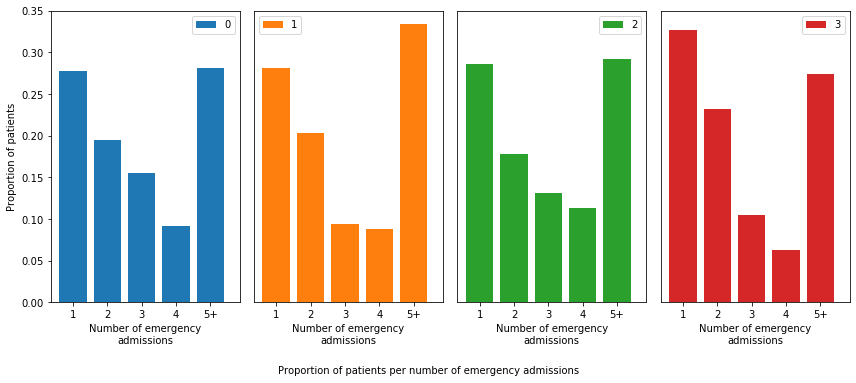 Proportion of patients
0.35
0.30
0.25
0.20
0.15
0.10
0.05
0.00
0
1
2
3
1 2 3 4 5+
Number of emergency
admissions
1 2 3 4 5+
Number of emergency
admissions
1 2 3 4 5+
Number of emergency
admissions
1 2 3 4 5+
Number of emergency
admissions
Proportion of patients per number of emergency admissions